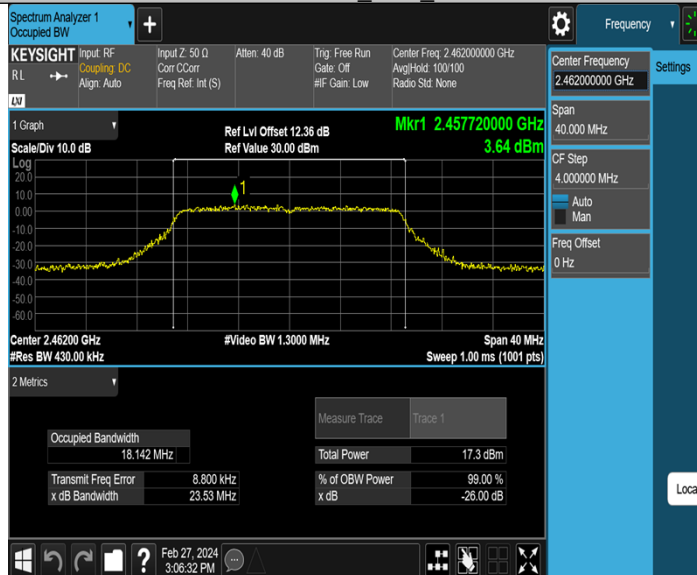 Spectrum Analyzer 1
Occupied BW
+
Frequency
KEYSIGHT
RL
LXI
Input: RF
Coupling: DC
Align: Auto
Input Z: 50 Ω
Corr CCorr
Freq Ref: Int (S)
Atten: 40 dB
Trig: Free Run
Gate: Off
#IF Gain: Low
Center Freq: 2.462000000 GHz
Avg|Hold: 100/100
Radio Std: None
Center Frequency
2.462000000 GHz
Settings
Span
40.000 MHz
CF Step
4.000000 MHz
Auto
Man
Freq Offset
0 Hz
1 Graph
Scale/Div 10.0 dB
Ref Lvl Offset 12.36 dB
Ref Value 30.00 dBm
Mkr1 2.457720000 GHz
3.64 dBm
Log
20.0
10.0
0.00
-10.0
-20.0
-30.0
-40.0
-50.0
-60.0
1
Center 2.46200 GHz
#Res BW 430.00 kHz
#Video BW 1.3000 MHz
Span 40 MHz
Sweep 1.00 ms (1001 pts)
2 Metrics
Measure Trace Trace 1
Occupied Bandwidth
18.142 MHz
Total Power 17.3 dBm
Transmit Freq Error 8.800 kHz
% of OBW Power 99.00 %
x dB Bandwidth 23.53 MHz
x dB -26.00 dB
Loca
?
Feb 27, 2024
3:06:32 PM